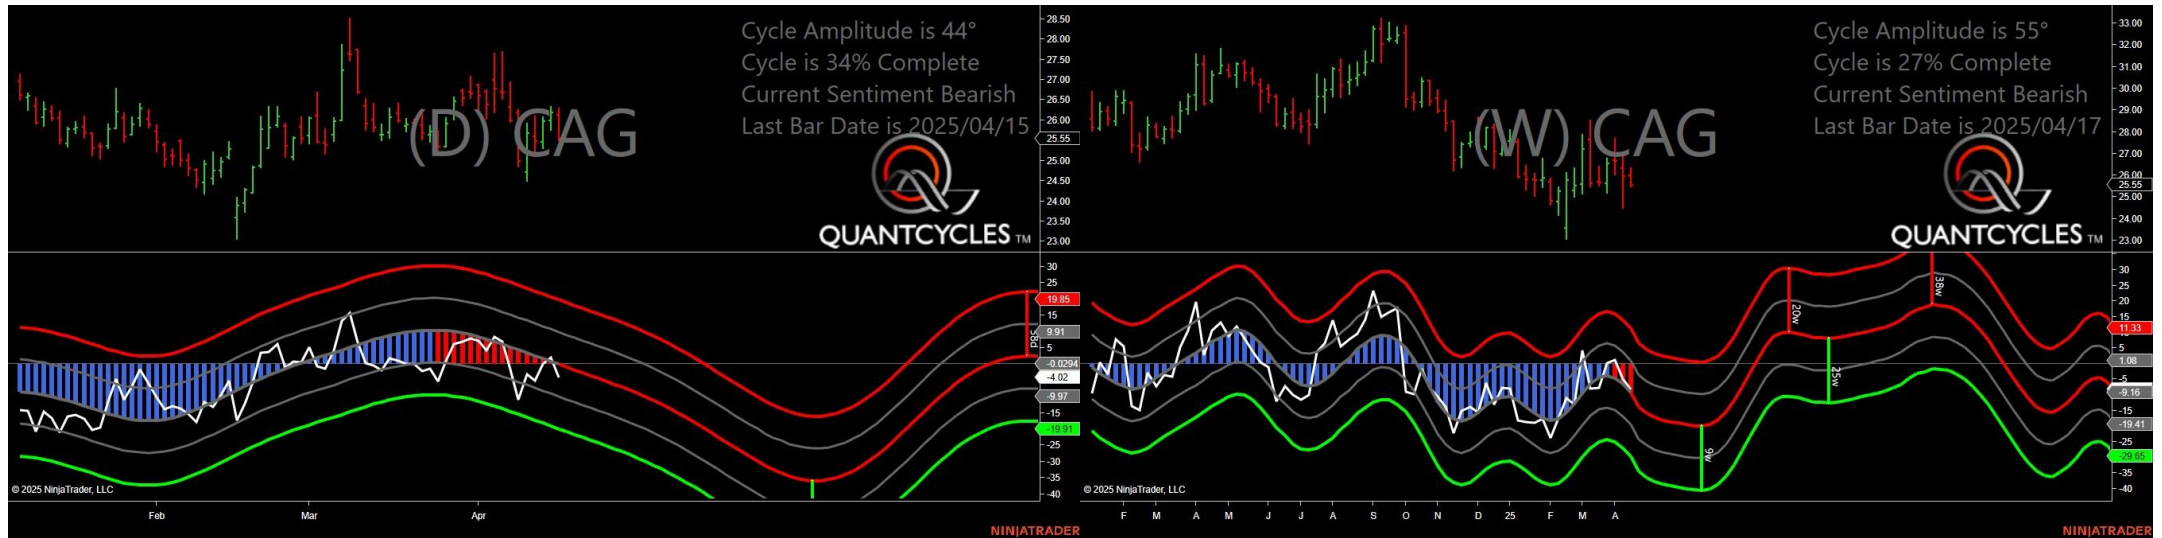 Cycle Amplitude is 44°
Cycle is 34% Complete
Current Sentiment Bearish
Last Bar Date is 2025/04/15
(D) CAG
QUANTCYCLES TM
28.50
28.00
27.50
27.00
26.50
26.00
25.55
25.00
24.50
24.00
23.50
23.00
30
25
19.85
9.91
5
-0.0294
-4.02
-9.97
-15
-19.91
-25
-30
-35
-40
© 2025 NinjaTrader, LLC
Feb
Mar
Apr
NINJATRADER
Cycle Amplitude is 55°
Cycle is 27% Complete
Current Sentiment Bearish
Last Bar Date is 2025/04/17
(W) CAG
QUANTCYCLES TM
33.00
32.00
31.00
30.00
29.00
28.00
27.00
26.00
25.55
25.00
24.00
23.00
20w
38w
25w
9w
30
25
20
15
11.33
5
1.08
-5
-9.16
-15
-19.41
-25
-29.65
-35
-40
© 2025 NinjaTrader, LLC
F
M
A
M
J
J
A
S
O
N
D
25
F
M
A
NINJATRADER